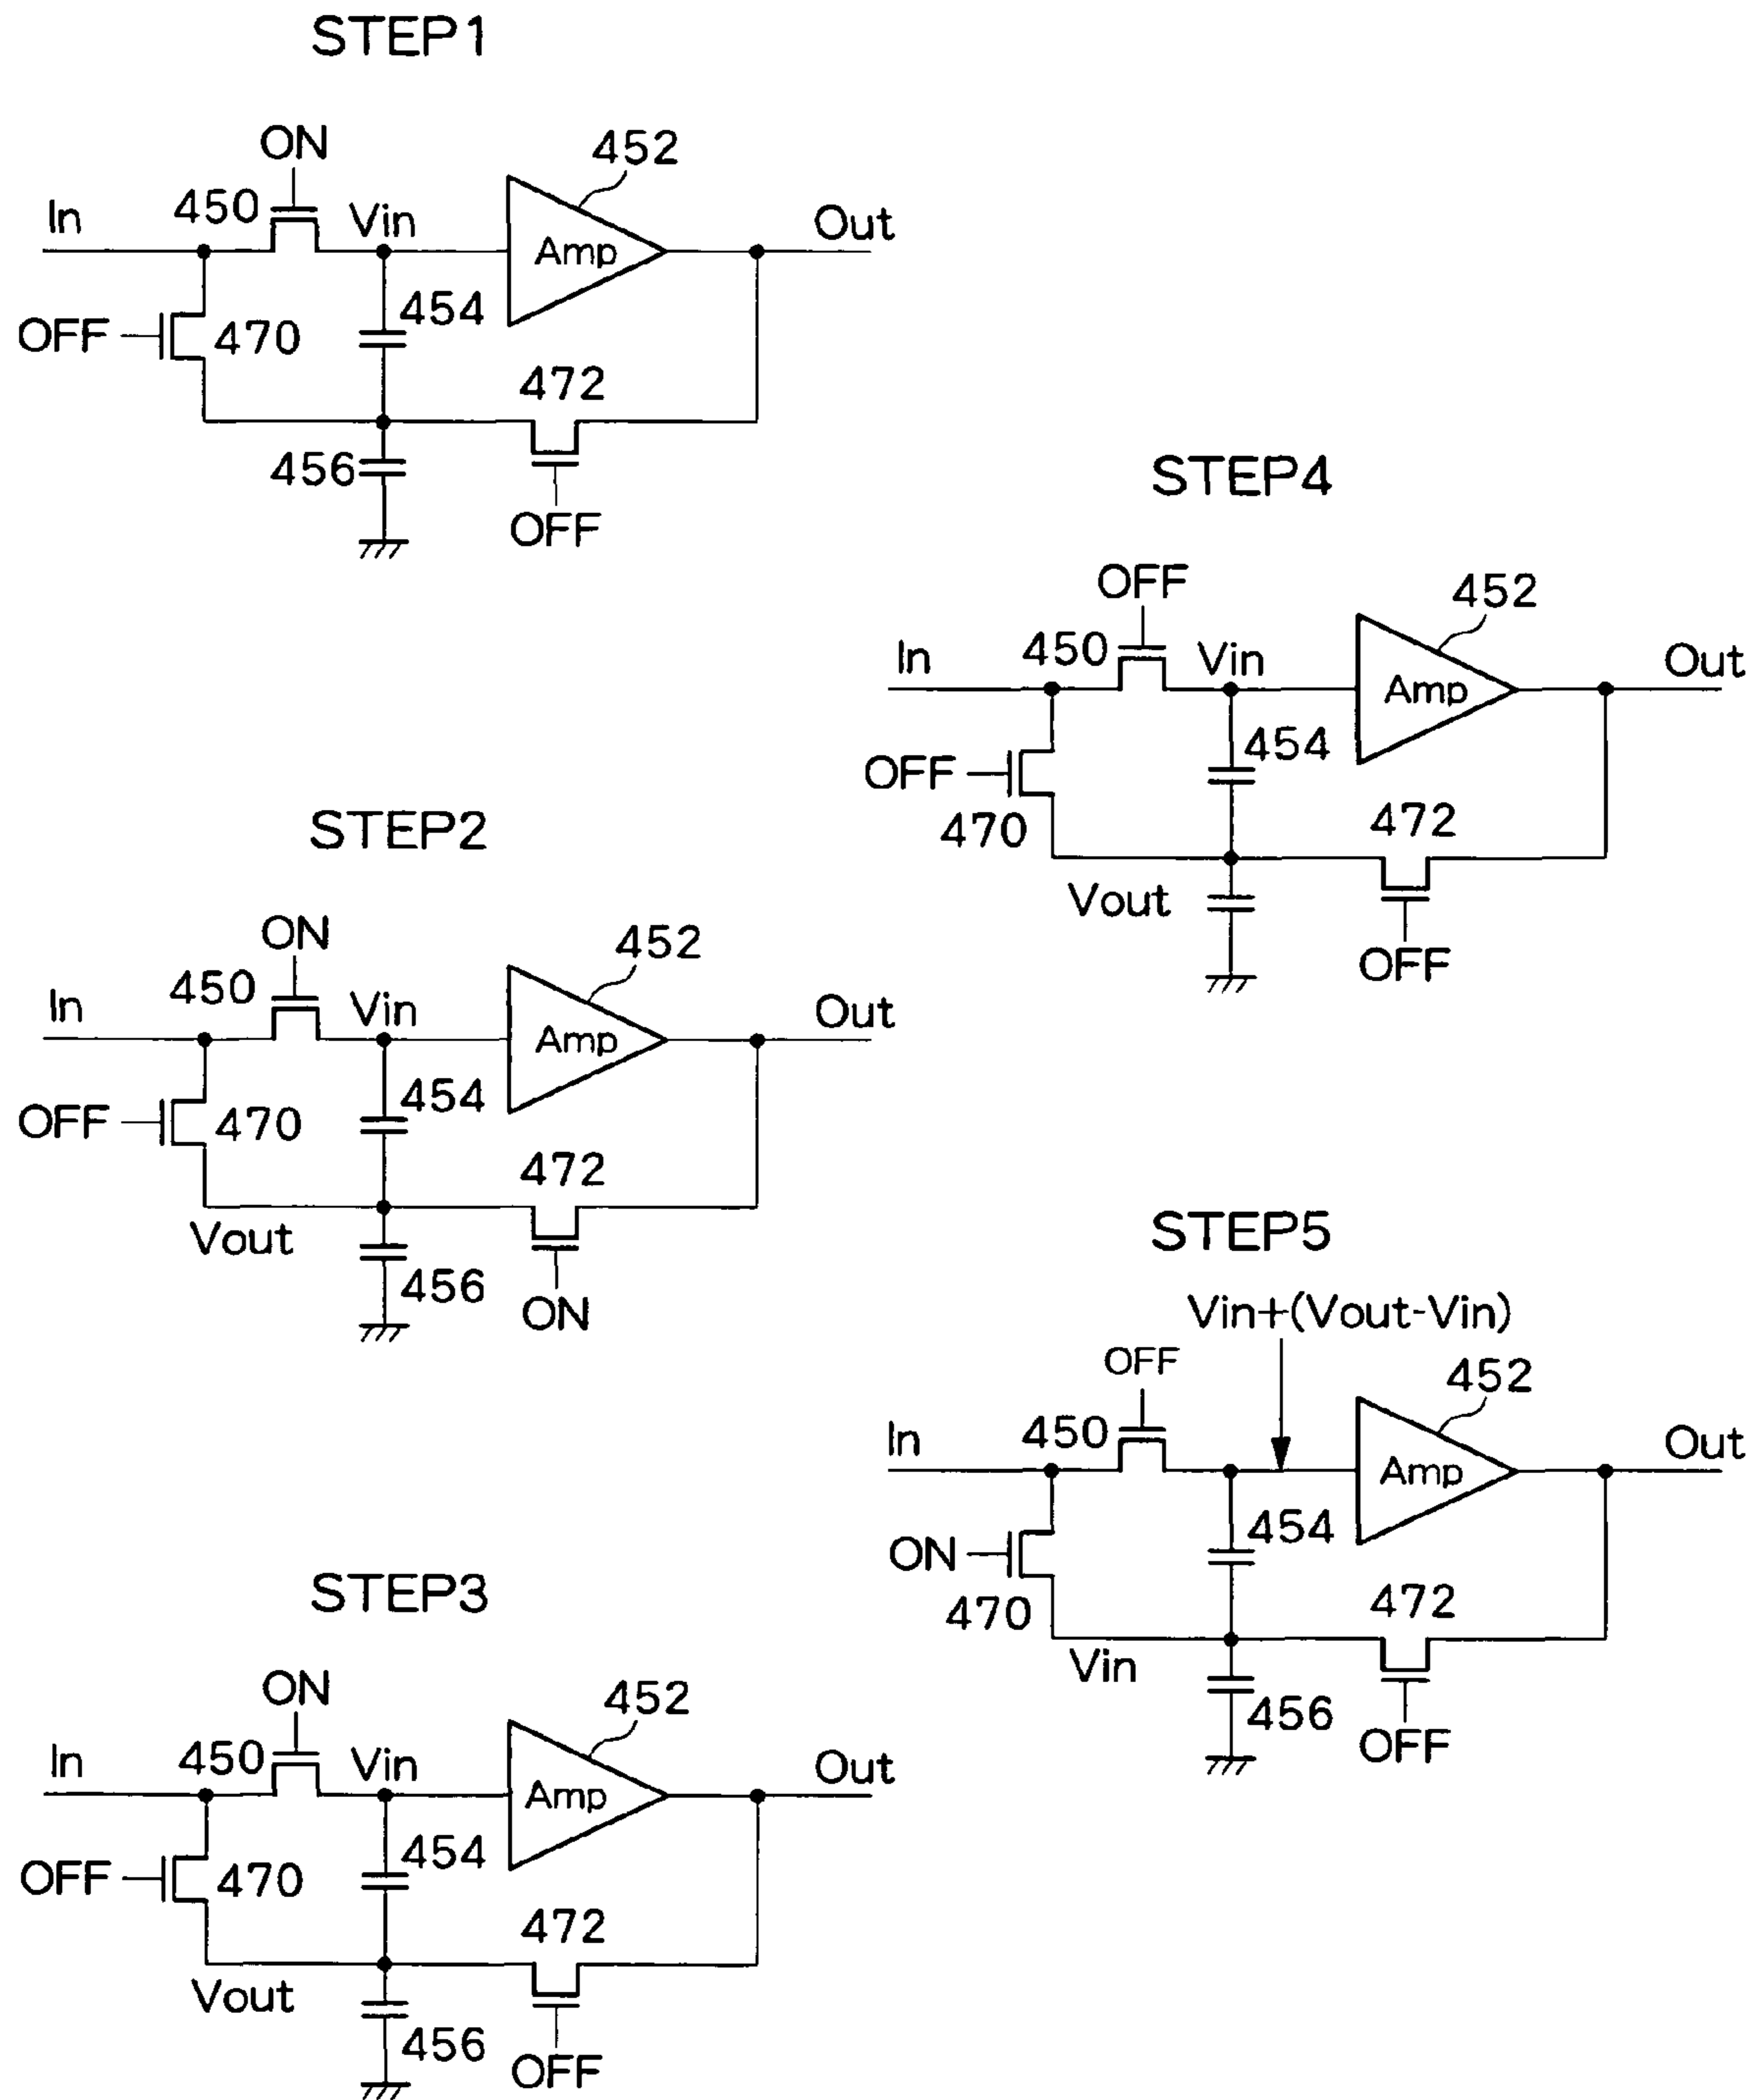 STEP1
ON
452
In
450
Vin
Amp
Out
OFF
470
454
472
456
OFF
STEP2
ON
452
In
450
Vin
Amp
Out
OFF
470
454
472
Vout
456
ON
STEP3
ON
452
In
450
Vin
Amp
Out
OFF
470
454
472
Vout
456
OFF
STEP4
OFF
452
In
450
Vin
Amp
Out
OFF
470
454
472
Vout
OFF
STEP5
Vin+(Vout-Vin)
OFF
452
In
450
Amp
Out
ON
470
454
472
Vin
456
OFF